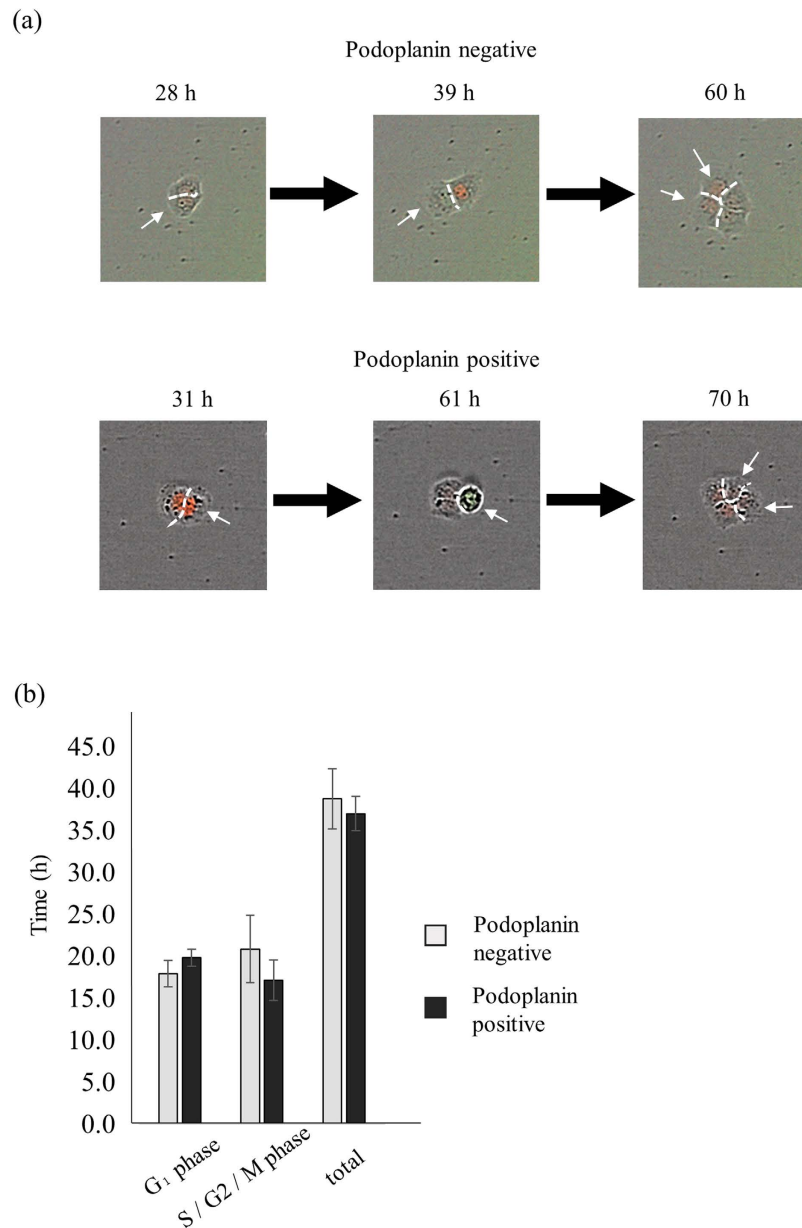 (a)
Podoplanin negative
28 h
39 h
60 h
Podoplanin positive
31 h
61 h
70 h
(b)
45.0
40.0
35.0
30.0
25.0
20.0
15.0
10.0
5.0
0.0
Time (h)
G₁ phase
S / G2 / M phase
total
Podoplanin
negative
Podoplanin
positive